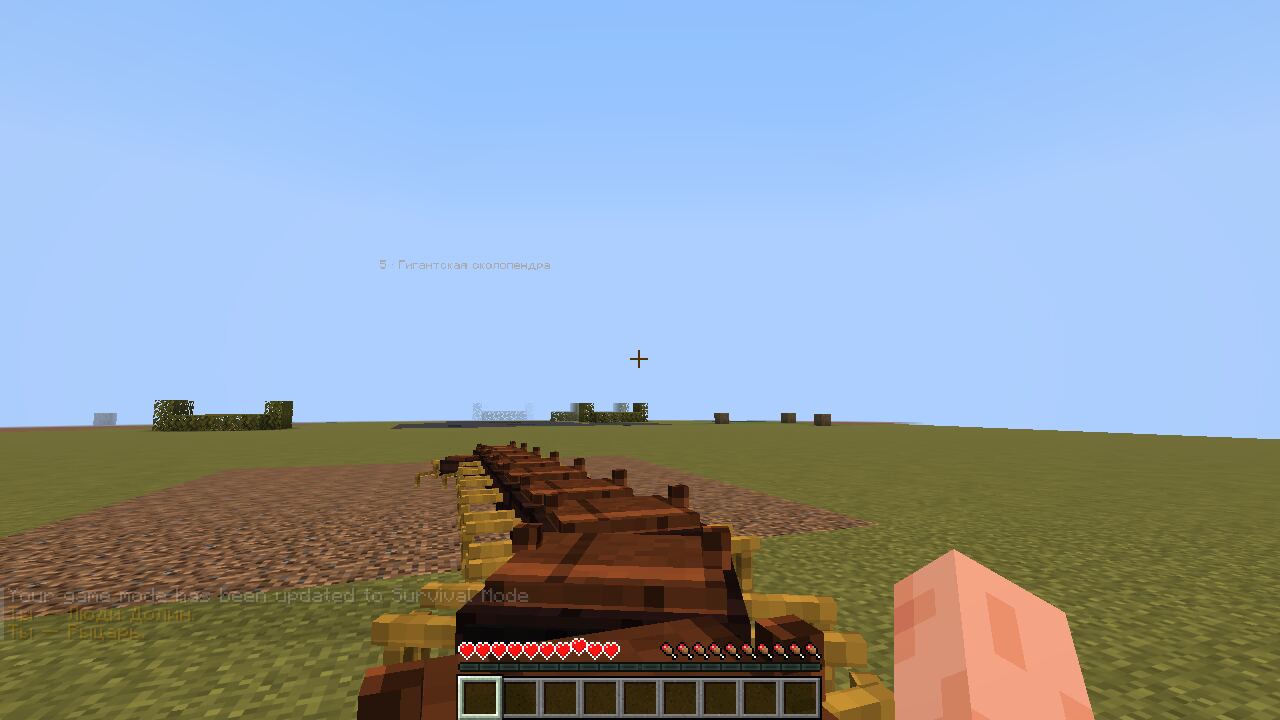 5 Гигантская сколопендра
Your game mode has been updated to Survival Mode
Ты — Люди Долин
Ты — Рыцарь